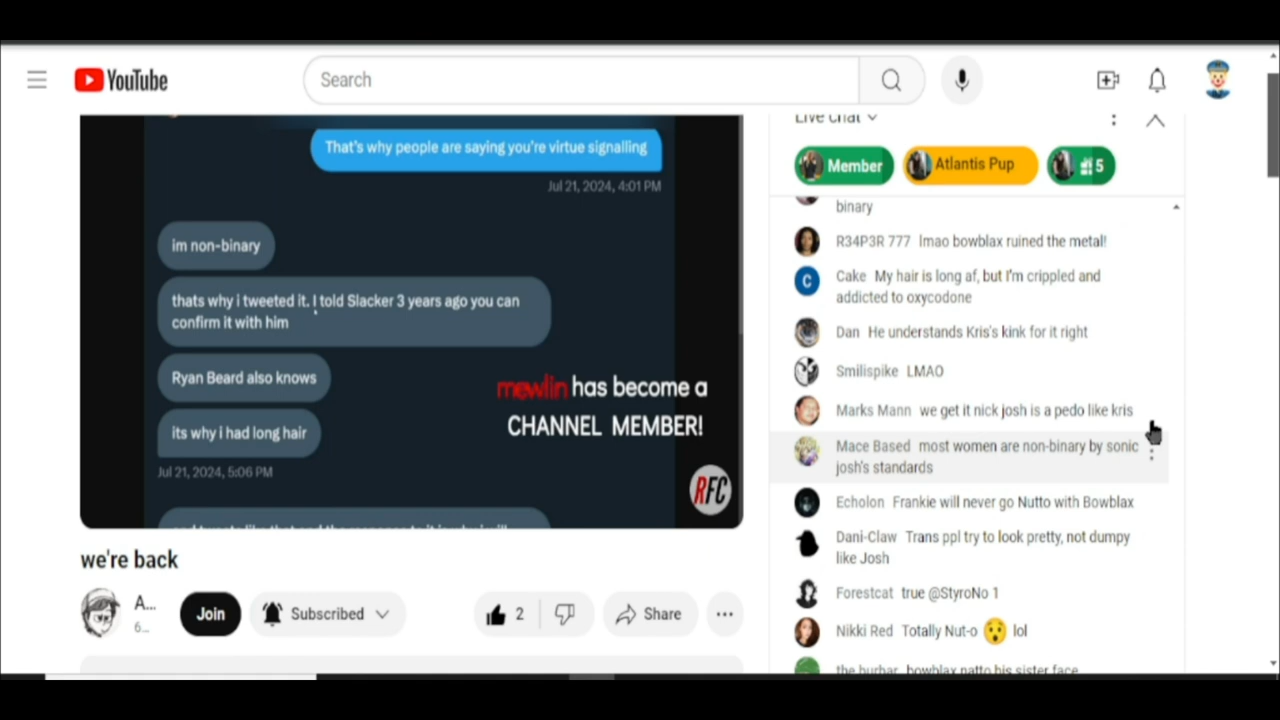 YouTube
Search
That's why people are saying you're virtue signalling
Jul 21, 2024, 4:01 PM
im non-binary
thats why i tweeted it. I told Slacker 3 years ago you can
confirm it with him
Ryan Beard also knows
its why i had long hair
Jul 21, 2024, 5:06 PM
mewlin has become a
CHANNEL MEMBER!
RFC
we're back
A...
6...
Join
Subscribed
2
Share
Live chat
Member
Atlantis Pup
5
binary
R34P3R 777 lmao bowblax ruined the metal!
Cake My hair is long af, but I'm crippled and
addicted to oxycodone
Dan He understands Kris's kink for it right
Smilispike LMAO
Marks Mann we get it nick josh is a pedo like kris
Mace Based most women are non-binary by sonic
josh's standards
Echolon Frankie will never go Nutto with Bowblax
Dani-Claw Trans ppl try to look pretty, not dumpy
like Josh
Forestcat true @StyroNo 1
Nikki Red Totally Nut-o 😯 lol
the burbar bowblax natto his sister face